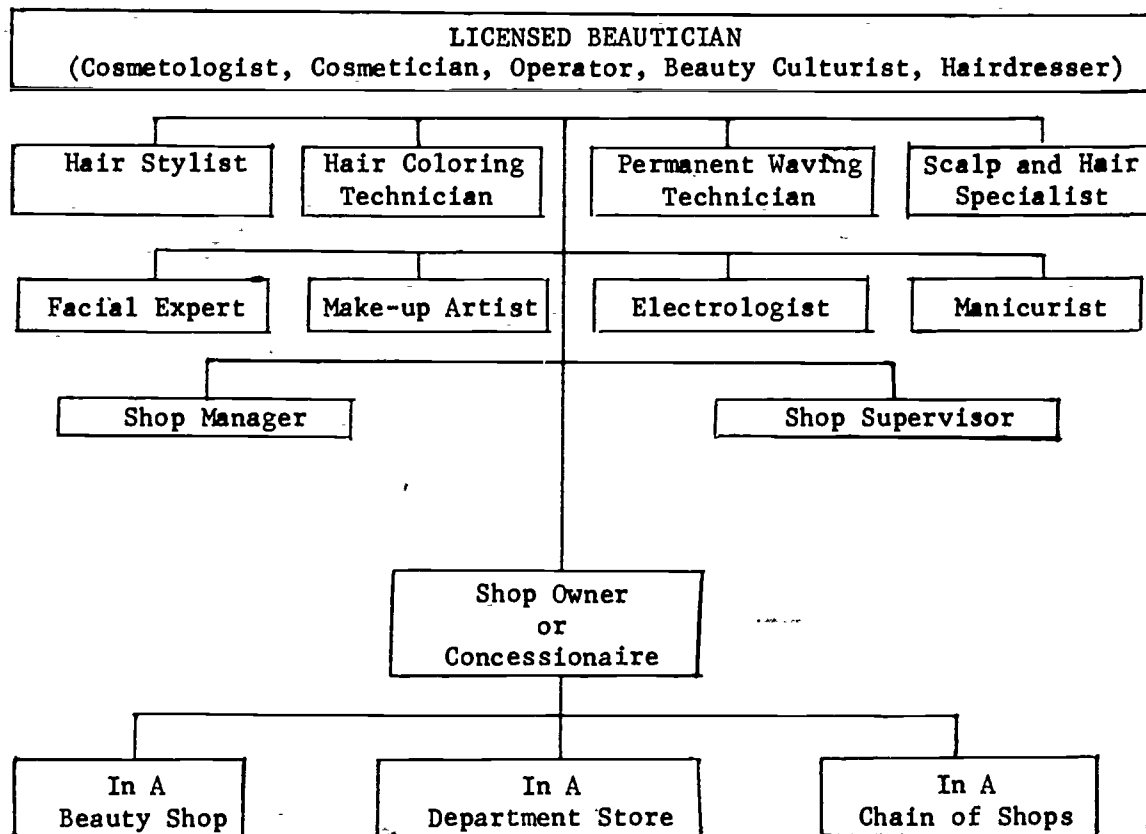 LICENSED BEAUTICIAN
(Cosmetologist, Cosmetician, Operator, Beauty Culturist, Hairdresser)
Hair Stylist
Hair Coloring
Technician
Permanent Waving
Technician
Scalp and Hair
Specialist
Facial Expert
Make-up Artist
Electrologist
Manicurist
Shop Manager
Shop Supervisor
Shop Owner
or
Concessionaire
In A
Beauty Shop
In A
Department Store
In A
Chain of Shops